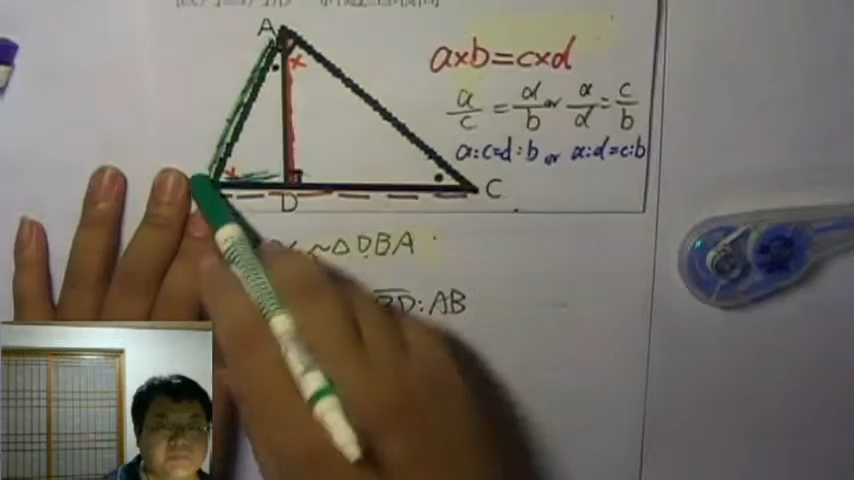 A
a×b=c×d
a/c = d/b or a/d = c/b
a:c=d:b or a:d=c:b
C
D
~△DBA
BD:AB